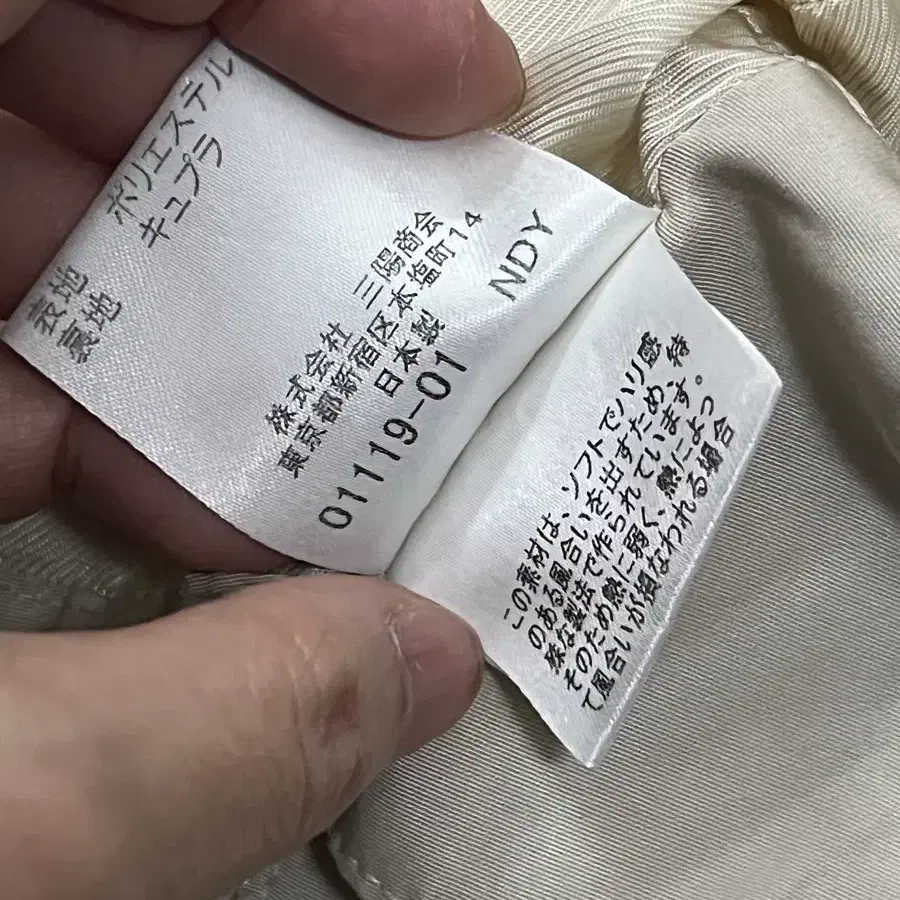 表地 ポリエステル
裏地 キュプラ
株式会社 三陽商会
東京都新宿区本塩町14
日本製
01119-01 NDY
この素材は、ソフトでハリ感
のある風合いを出すため、特
殊な製法で作られています。
そのため熱に弱く、熱によっ
て風合いが損なわれる場合